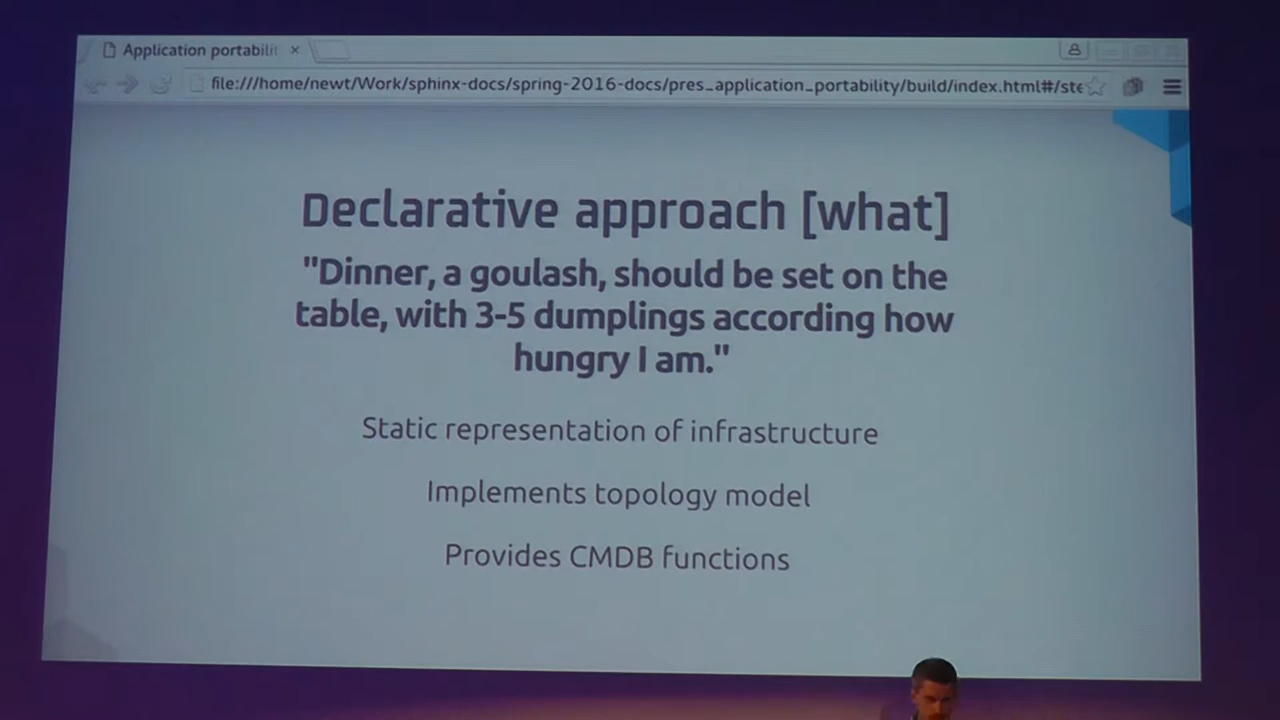 Application portabilit
file:///home/newt/Work/sphinx-docs/spring-2016-docs/pres_application_portability/build/index.html#/ste
Declarative approach [what]
"Dinner, a goulash, should be set on the
table, with 3-5 dumplings according how
hungry I am."
Static representation of infrastructure
Implements topology model
Provides CMDB functions